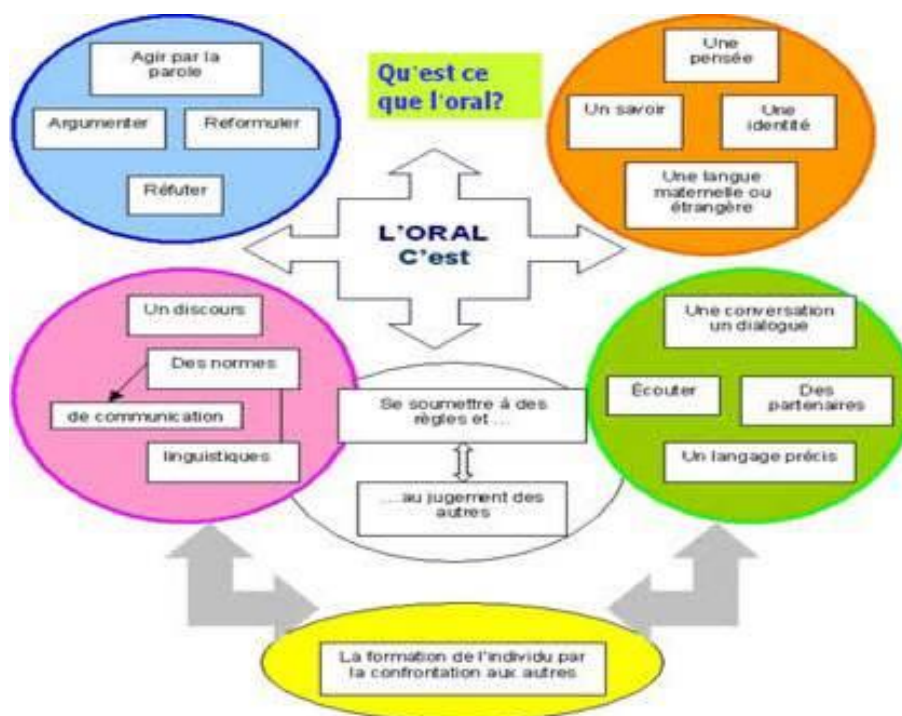 Agir par la
parole
Argumenter
Reformuler
Réfuter
Qu'est ce
que l'oral?
Une
pensée
Un savoir
Une
identité
Une langue
maternelle ou
étrangère
L'ORAL
C'est
Un discours
Des normes
de communication
linguistiques
Se soumettre à des
règles et ...
...au jugement des
autres
Une conversation
un dialogue
Écouter
Des
partenaires
Un langage précis
La formation de l'individu par
la confrontation aux autres